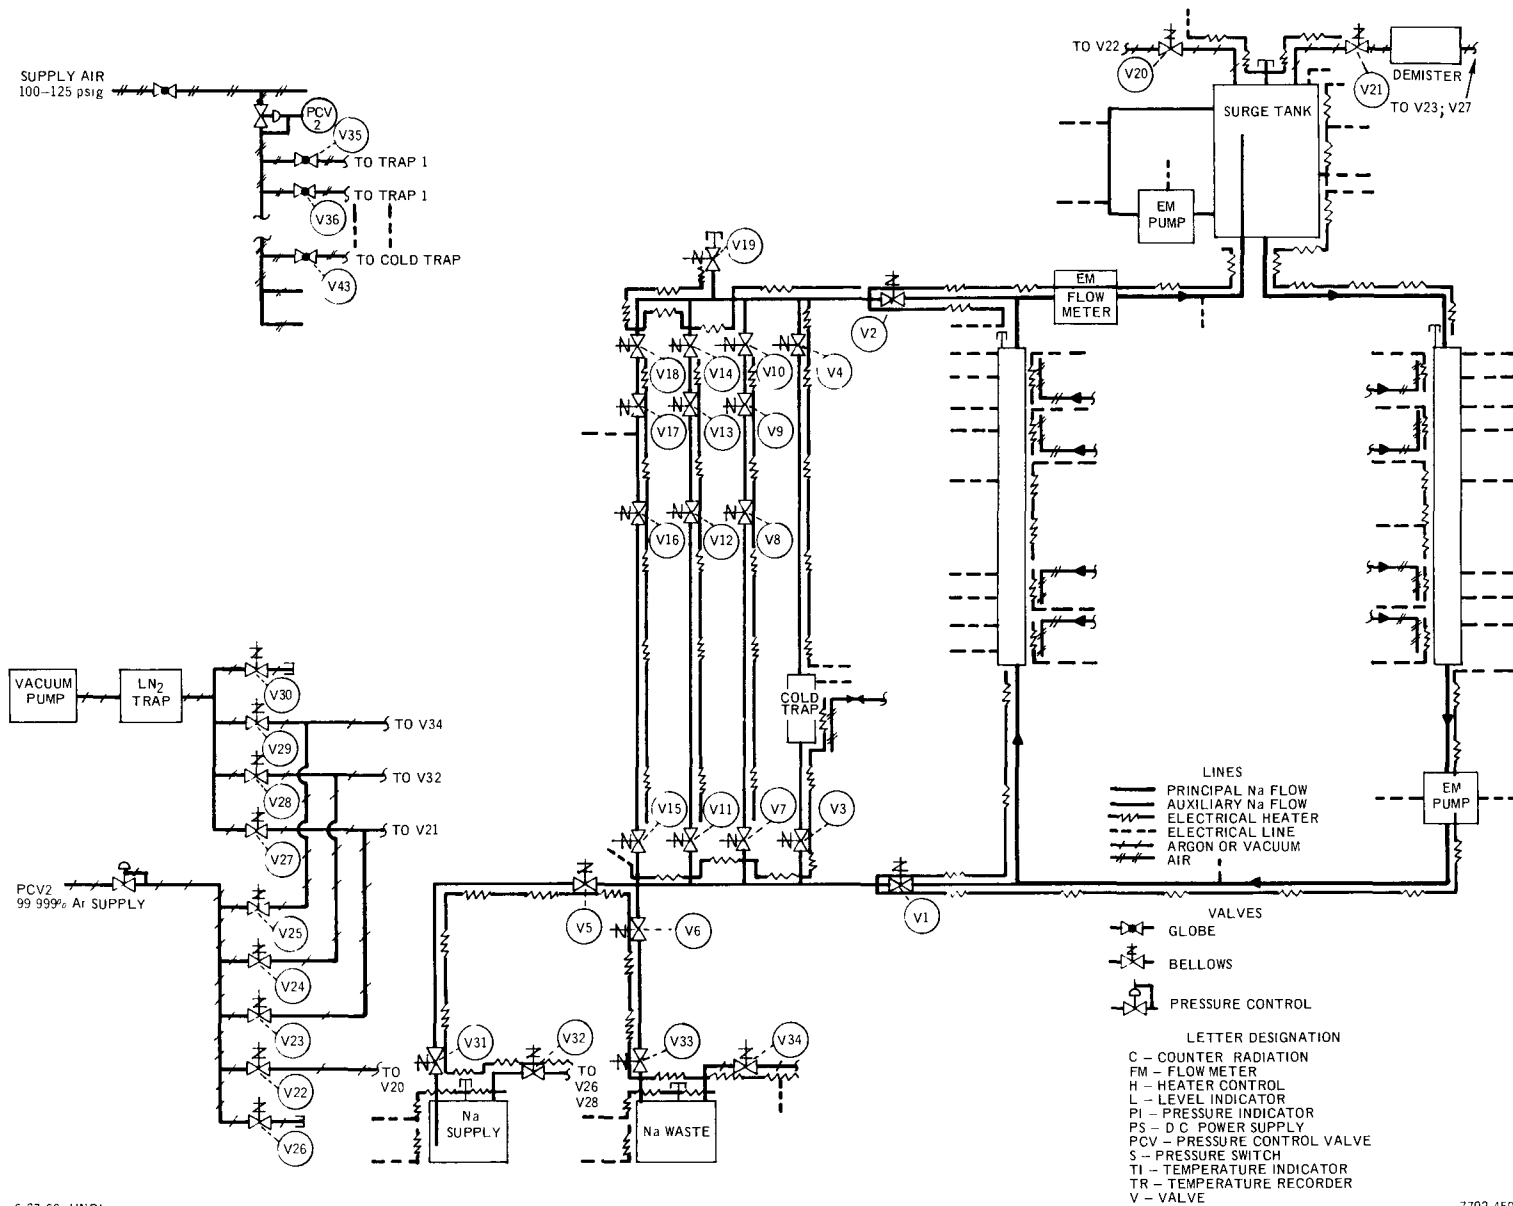 SUPPLY AIR
100–125 psig
PCV
2
V35
TO TRAP 1
TO TRAP 1
V36
TO COLD TRAP
V43
TO V22
V20
V21
DEMISTER
TO V23; V27
SURGE TANK
EM
PUMP
V19
EM
FLOW
METER
V2
V18
V14
V10
V4
V17
V13
V9
V16
V12
V8
COLD
TRAP
VACUUM
PUMP
LN2
TRAP
V30
V29
TO V34
V28
TO V32
V27
TO V21
PCV2
99 999% Ar SUPPLY
V25
V24
V23
V22
TO
V20
V26
V15
V11
V7
V3
V5
V6
V1
V31
V32
TO
V26
V28
V33
V34
Na
SUPPLY
Na WASTE
EM
PUMP
LINES
PRINCIPAL Na FLOW
AUXILIARY Na FLOW
ELECTRICAL HEATER
ELECTRICAL LINE
ARGON OR VACUUM
AIR
VALVES
GLOBE
BELLOWS
PRESSURE CONTROL
LETTER DESIGNATION
C – COUNTER RADIATION
FM – FLOW METER
H – HEATER CONTROL
L – LEVEL INDICATOR
PI – PRESSURE INDICATOR
PS – D C POWER SUPPLY
PCV – PRESSURE CONTROL VALVE
S – PRESSURE SWITCH
TI – TEMPERATURE INDICATOR
TR – TEMPERATURE RECORDER
V – VALVE